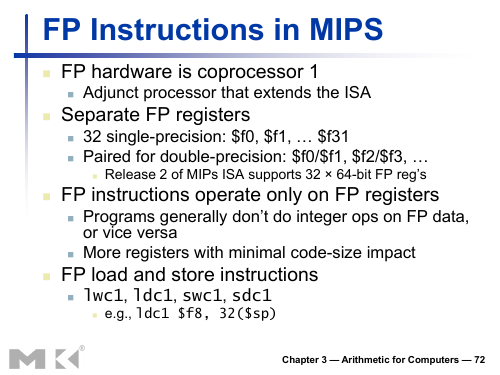 FP Instructions in MIPS
FP hardware is coprocessor 1
Adjunct processor that extends the ISA
Separate FP registers
32 single-precision: $f0, $f1, … $f31
Paired for double-precision: $f0/$f1, $f2/$f3, …
Release 2 of MIPs ISA supports 32 × 64-bit FP reg’s
FP instructions operate only on FP registers
Programs generally don’t do integer ops on FP data,
or vice versa
More registers with minimal code-size impact
FP load and store instructions
lwc1, ldc1, swc1, sdc1
e.g., ldc1 $f8, 32($sp)
MK®
Chapter 3 — Arithmetic for Computers — 72